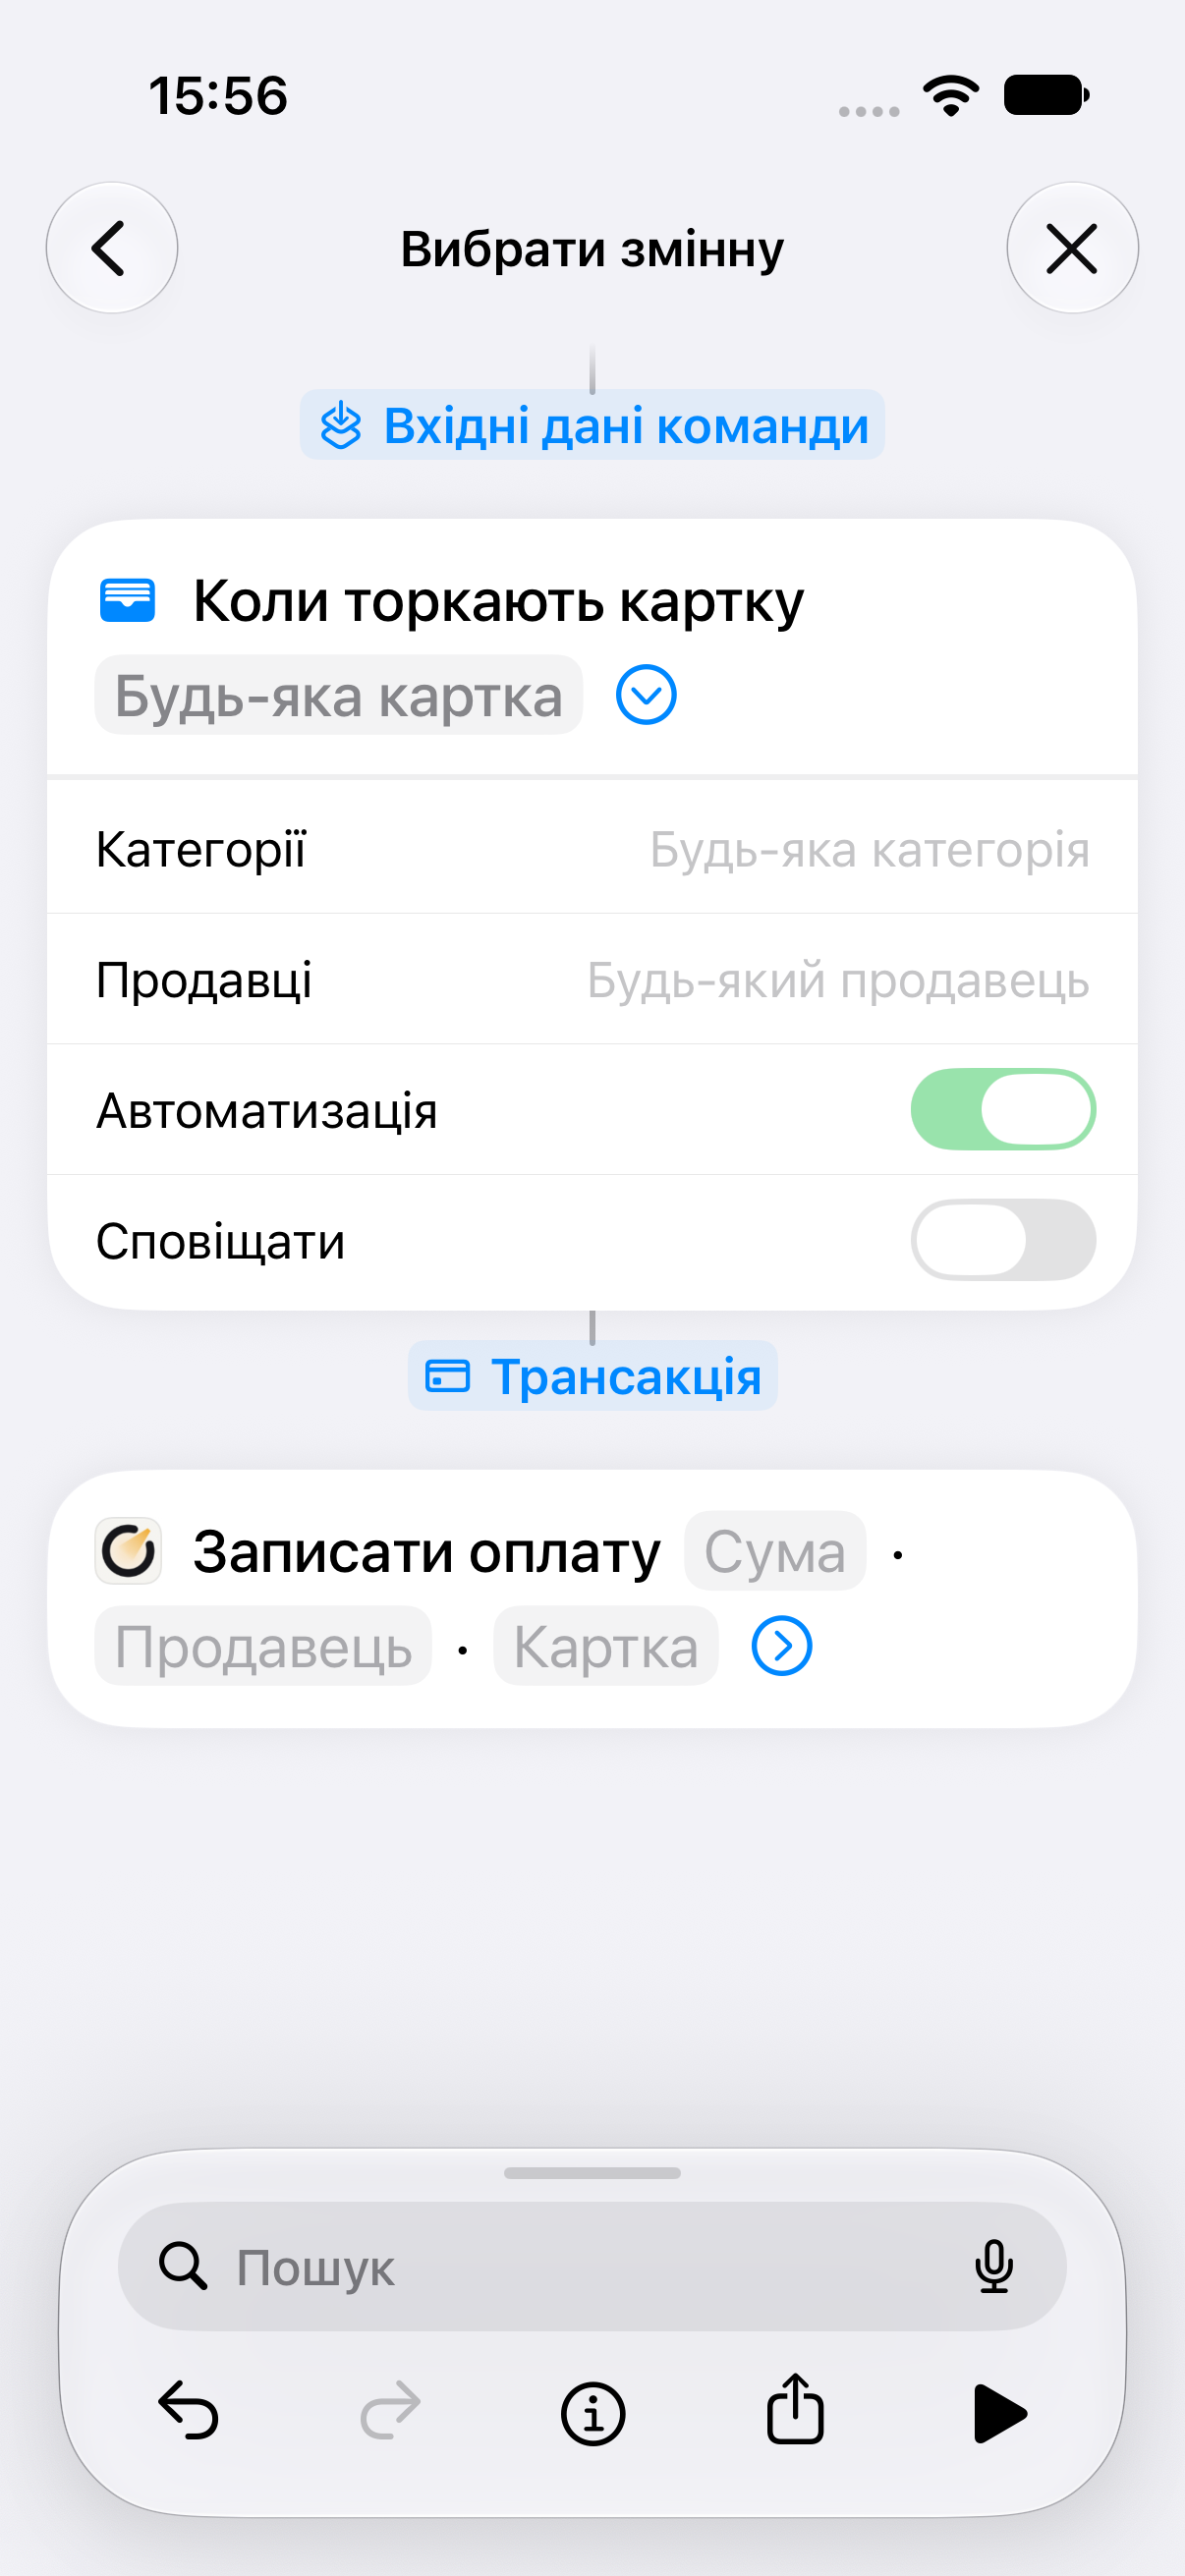 15:56
Вибрати змінну
Вхідні дані команди
Коли торкають картку
Будь-яка картка
Категорії Будь-яка категорія
Продавці Будь-який продавець
Автоматизація
Сповіщати
Трансакція
Записати оплату Сума ·
Продавець · Картка
Пошук